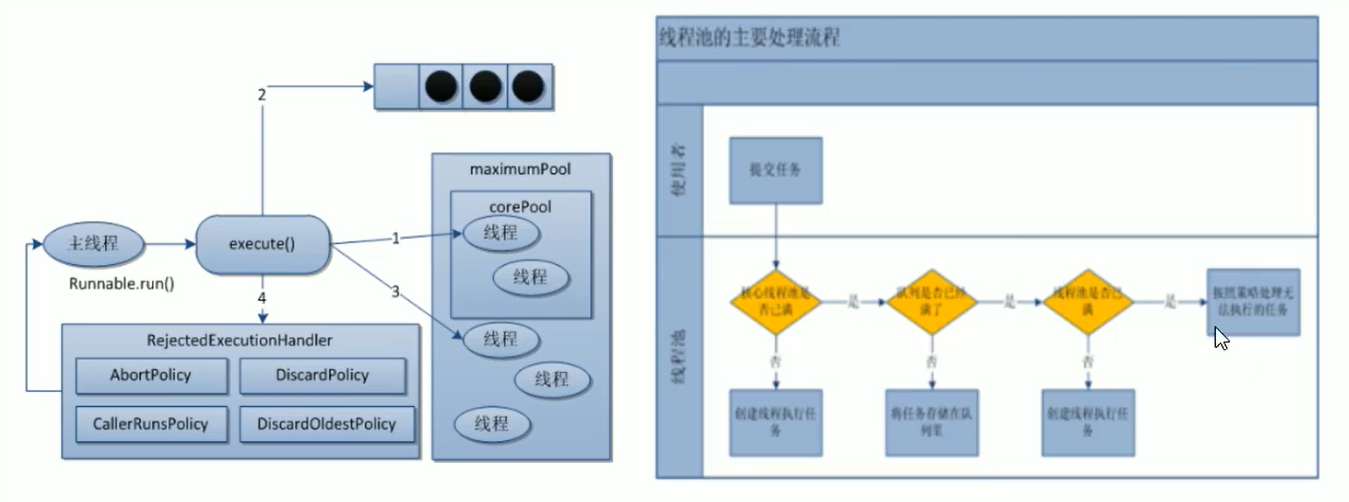 2
maximumPool
corePool
线程
线程
主线程
execute()
1
Runnable.run()
3
4
线程
线程
线程
RejectedExecutionHandler
AbortPolicy
DiscardPolicy
CallerRunsPolicy
DiscardOldestPolicy
线程池的主要处理流程
使用者
提交任务
线程池
核心线程池是
否已满
是
队列是否已经
满了
是
线程池是否已
满
是
按照策略处理无
法执行的任务
否
否
否
创建线程执行任
务
将任务存储在队
列里
创建线程执行任
务